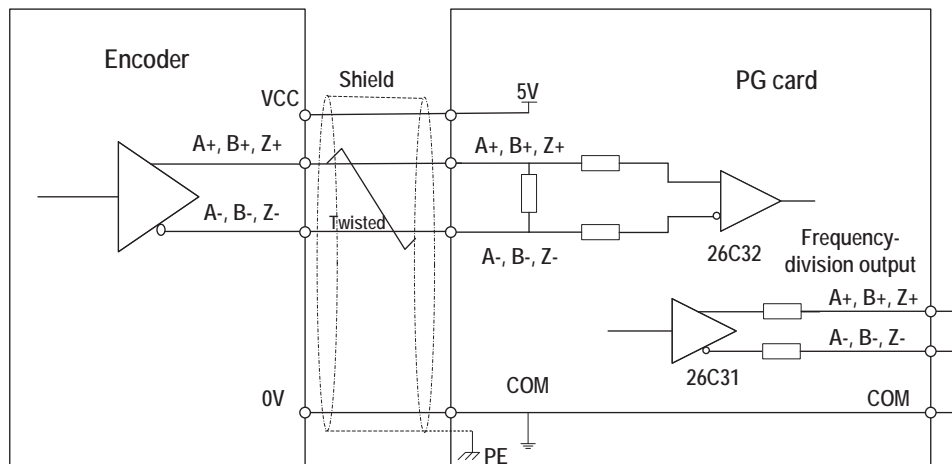 Encoder
Shield
PG card
VCC
5V
A+, B+, Z+
A+, B+, Z+
A-, B-, Z-
Twisted
A-, B-, Z-
26C32
Frequency-
division output
A+, B+, Z+
A-, B-, Z-
26C31
0V
COM
COM
PE